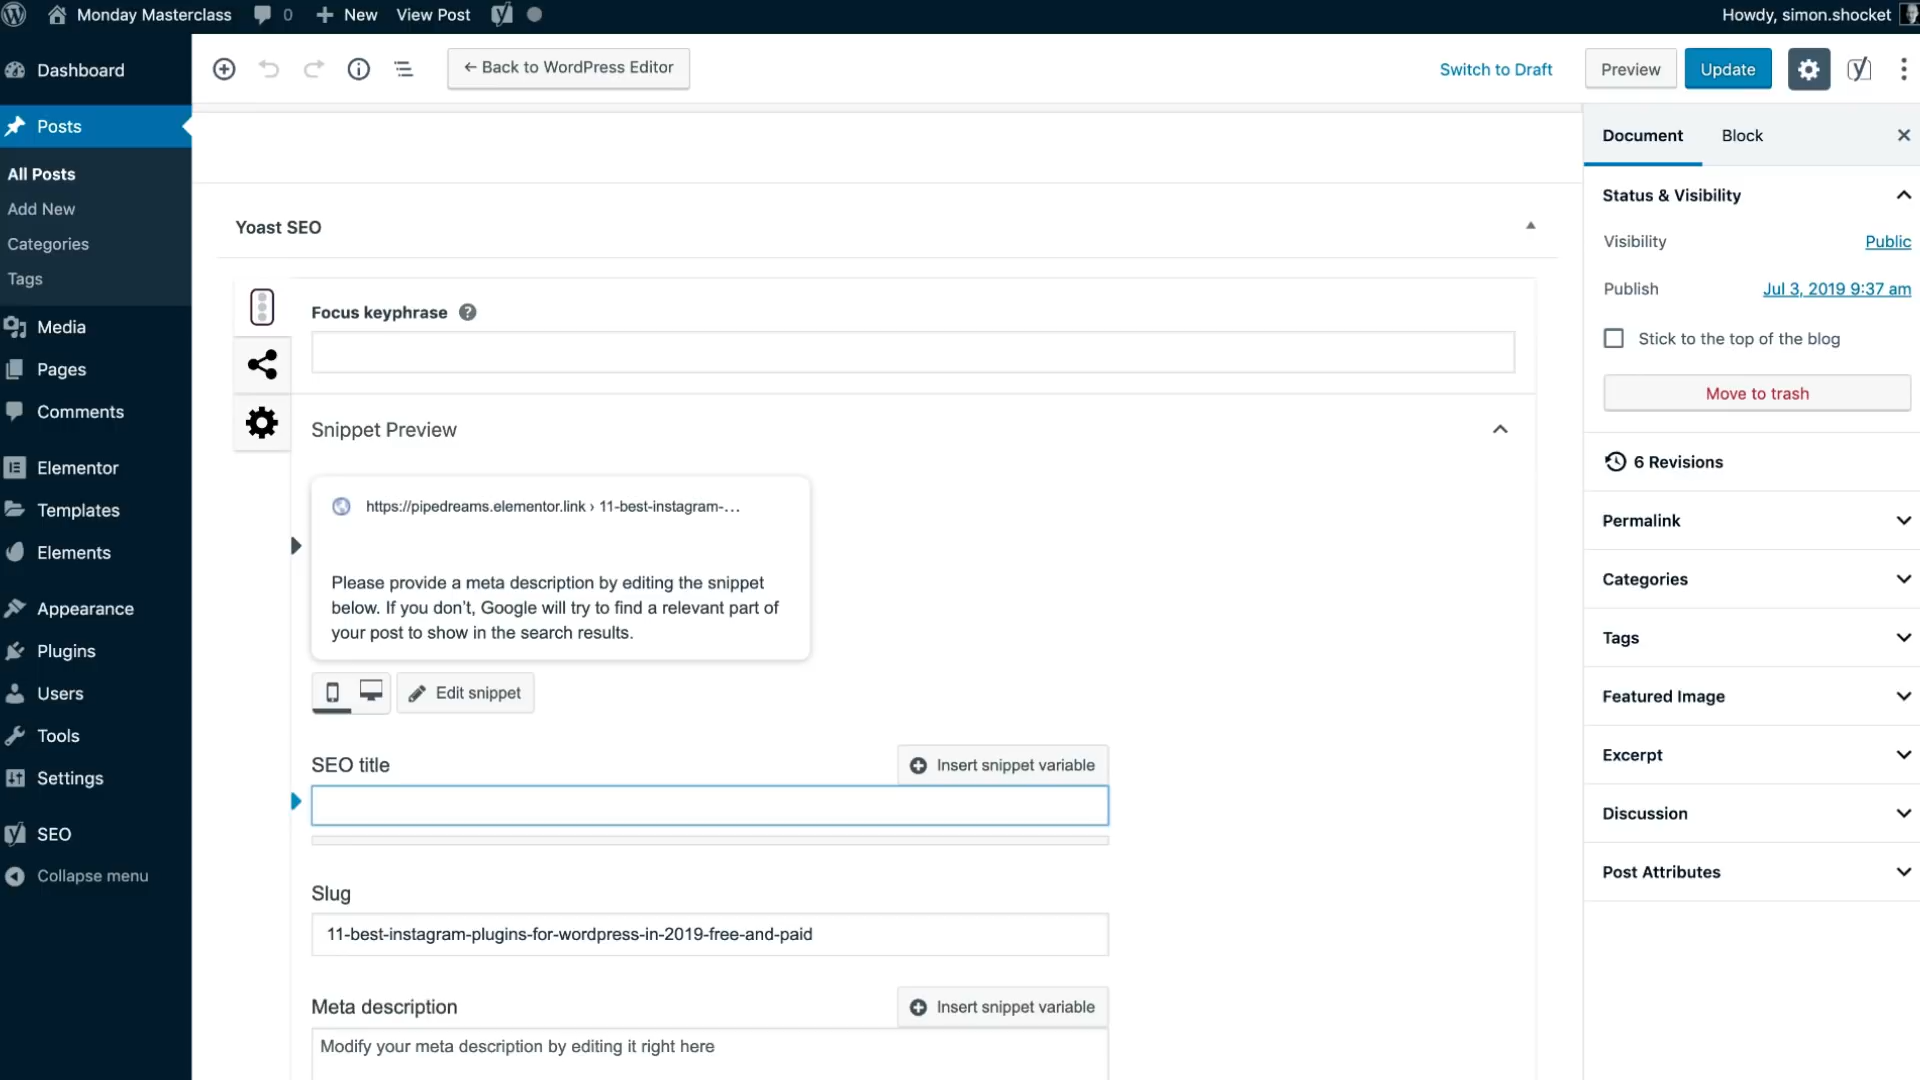 Monday Masterclass
0
New
View Post
Howdy, simon.shocket
Dashboard
Posts
All Posts
Add New
Categories
Tags
Media
Pages
Comments
Elementor
Templates
Elements
Appearance
Plugins
Users
Tools
Settings
SEO
Collapse menu
← Back to WordPress Editor
Switch to Draft
Preview
Update
Yoast SEO
Focus keyphrase
Snippet Preview
https://pipedreams.elementor.link › 11-best-instagram-…
Please provide a meta description by editing the snippet
below. If you don’t, Google will try to find a relevant part of
your post to show in the search results.
Edit snippet
SEO title
Insert snippet variable
Slug
11-best-instagram-plugins-for-wordpress-in-2019-free-and-paid
Meta description
Insert snippet variable
Modify your meta description by editing it right here
Document
Block
Status & Visibility
Visibility
Public
Publish
Jul 3, 2019 9:37 am
Stick to the top of the blog
Move to trash
6 Revisions
Permalink
Categories
Tags
Featured Image
Excerpt
Discussion
Post Attributes